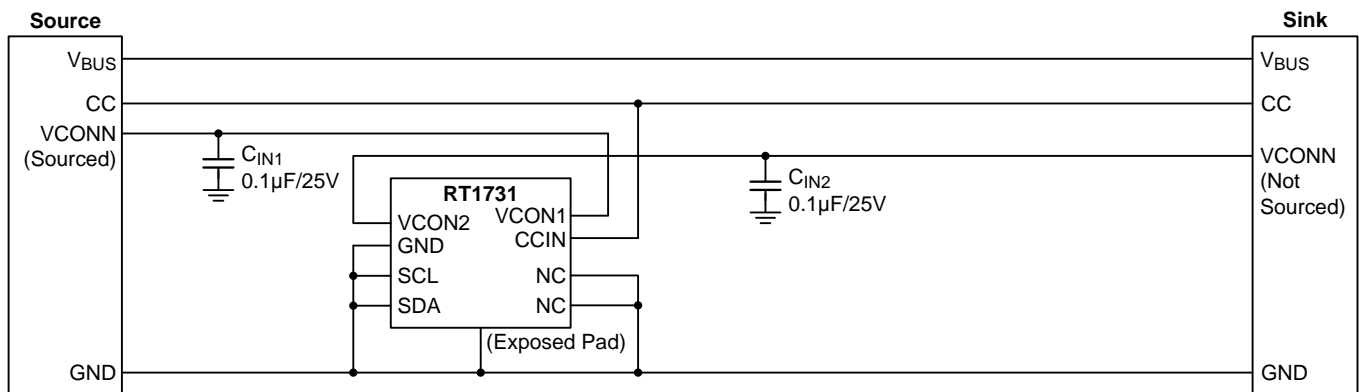 Source
VBUS
CC
VCONN
(Sourced)
GND
CIN1
0.1µF/25V
RT1731
VCON2
GND
SCL
SDA
VCON1
CCIN
NC
NC
(Exposed Pad)
CIN2
0.1µF/25V
Sink
VBUS
CC
VCONN
(Not
Sourced)
GND